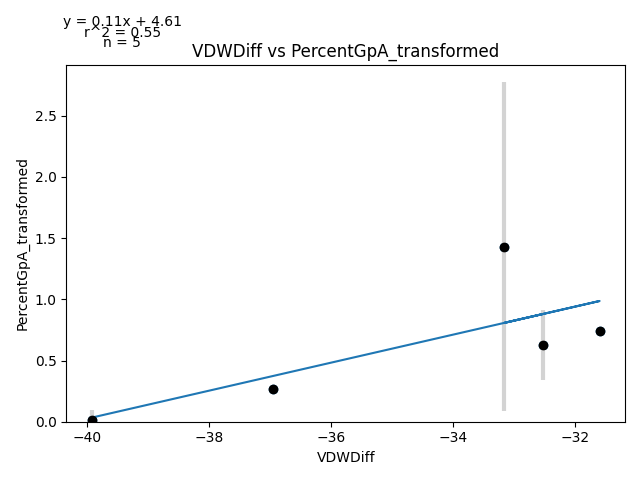 y = 0.11x + 4.61
r^2 = 0.55
n = 5
VDWDiff vs PercentGpA_transformed
PercentGpA_transformed
2.5
2.0
1.5
1.0
0.5
0.0
−40
−38
−36
−34
−32
VDWDiff